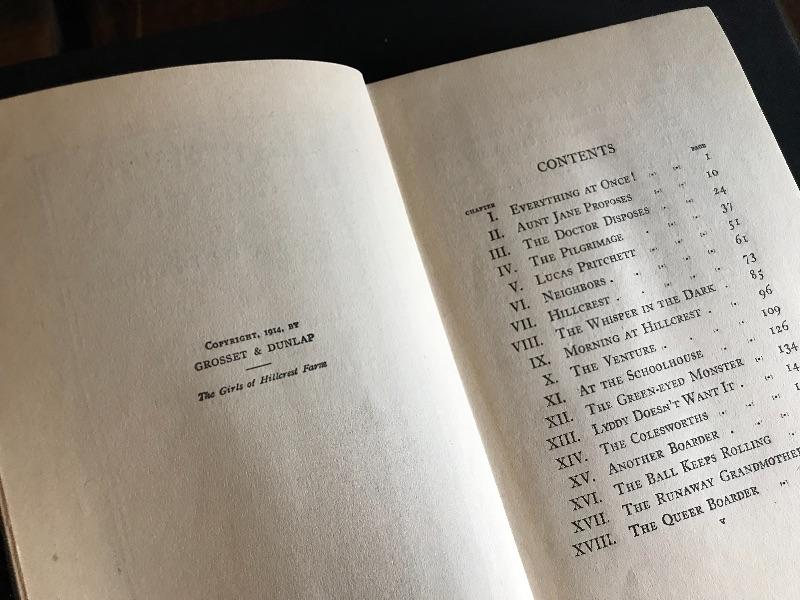 COPYRIGHT, 1914, BY
GROSSET & DUNLAP
The Girls of Hillcrest Farm
CONTENTS
CHAPTER PAGE
I. EVERYTHING AT ONCE! 1
II. AUNT JANE PROPOSES 10
III. THE DOCTOR DISPOSES 24
IV. THE PILGRIMAGE 37
V. LUCAS PRITCHETT 51
VI. NEIGHBORS 61
VII. HILLCREST 73
VIII. THE WHISPER IN THE DARK 85
IX. MORNING AT HILLCREST 96
X. THE VENTURE 109
XI. AT THE SCHOOLHOUSE 126
XII. THE GREEN-EYED MONSTER 134
XIII. LYDDY DOESN'T WANT IT 14
XIV. THE COLESWORTHS 1
XV. ANOTHER BOARDER
XVI. THE BALL KEEPS ROLLING
XVII. THE RUNAWAY GRANDMOTHER
XVIII. THE QUEER BOARDER
v